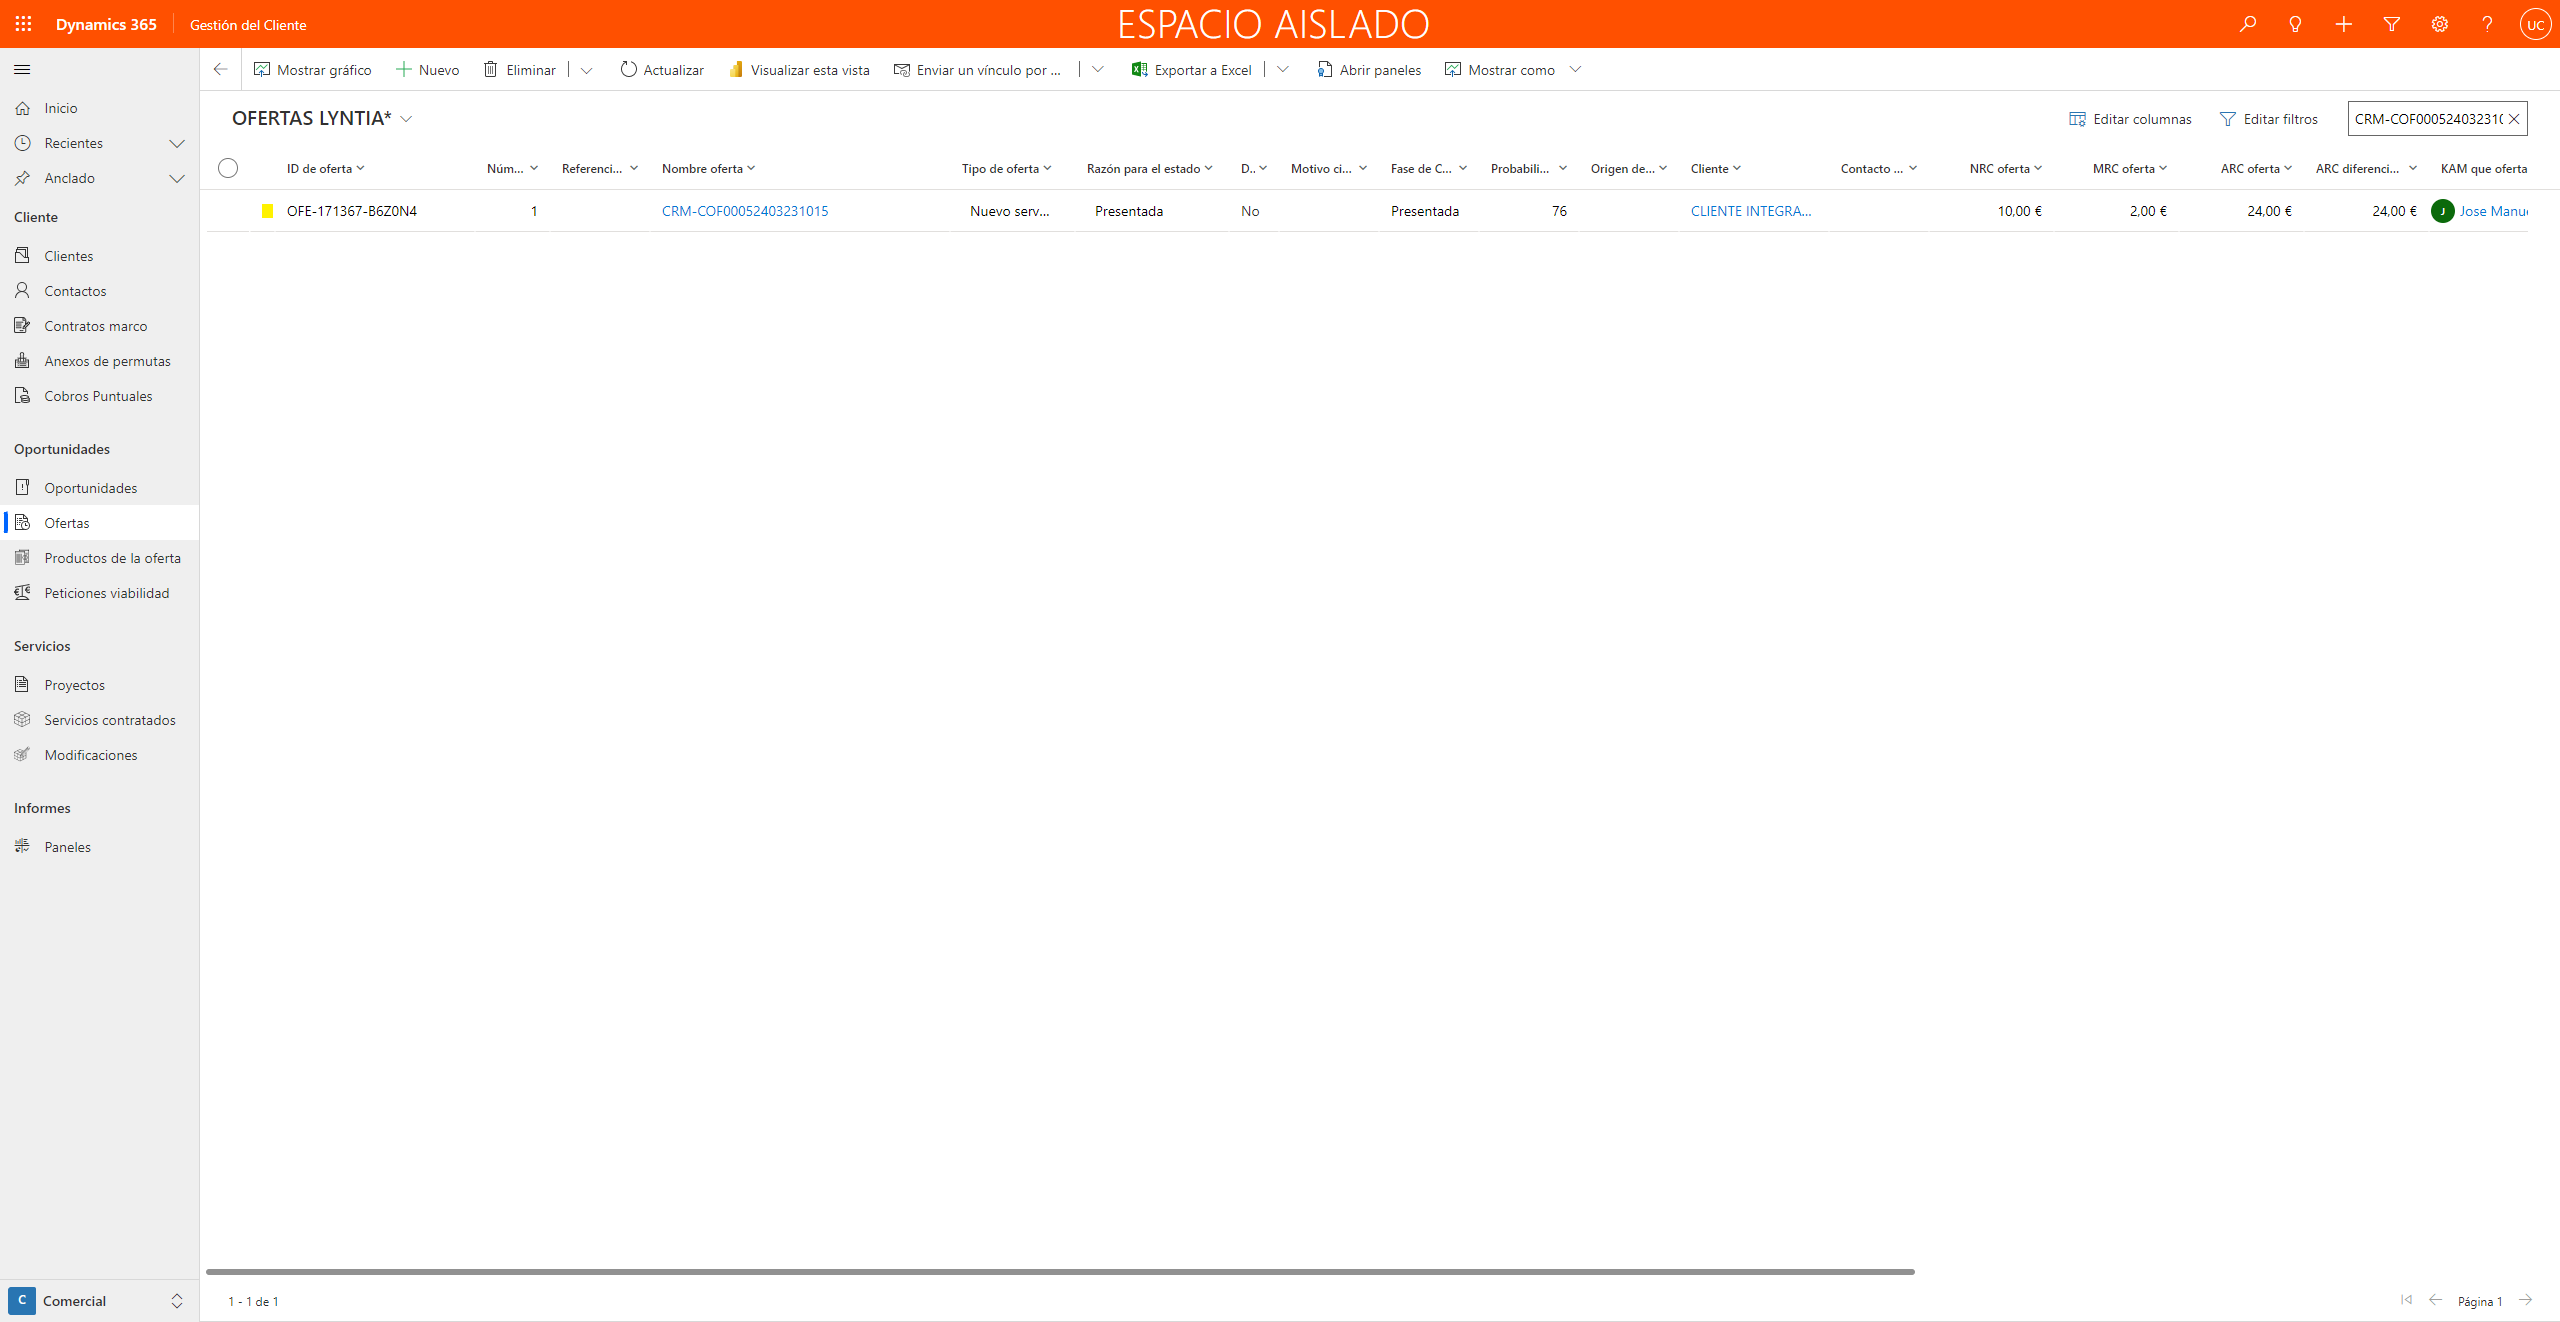 Dynamics 365
Gestión del Cliente
ESPACIO AISLADO
UC
Mostrar gráfico
Nuevo
Eliminar
Actualizar
Visualizar esta vista
Enviar un vínculo por ...
Exportar a Excel
Abrir paneles
Mostrar como
Inicio
Recientes
Anclado
Cliente
Clientes
Contactos
Contratos marco
Anexos de permutas
Cobros Puntuales
Oportunidades
Oportunidades
Ofertas
Productos de la oferta
Peticiones viabilidad
Servicios
Proyectos
Servicios contratados
Modificaciones
Informes
Paneles
C Comercial
OFERTAS LYNTIA*
Editar columnas
Editar filtros
CRM-COF000524032310
ID de oferta Núm... Referenci... Nombre oferta Tipo de oferta Razón para el estado D.. Motivo ci... Fase de C... Probabili... Origen de... Cliente Contacto ... NRC oferta MRC oferta ARC oferta ARC diferenci... KAM que oferta
OFE-171367-B6Z0N4 1 CRM-COF00052403231015 Nuevo serv... Presentada No Presentada 76 CLIENTE INTEGRA... 10,00 € 2,00 € 24,00 € 24,00 € J Jose Manu
1 - 1 de 1
Página 1